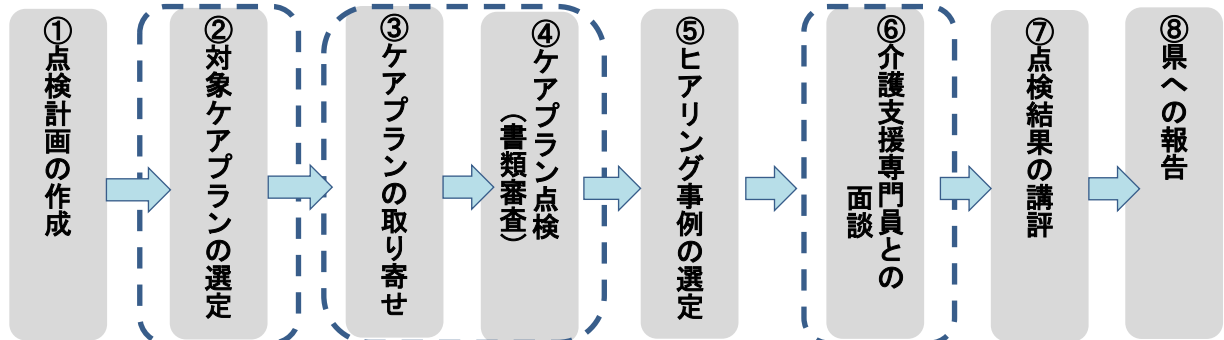 ①点検計画の作成
②対象ケアプランの選定
③ケアプランの取り寄せ
④ケアプラン点検
(書類審査)
⑤ヒアリング事例の選定
⑥介護支援専門員との
面談
⑦点検結果の講評
⑧県への報告